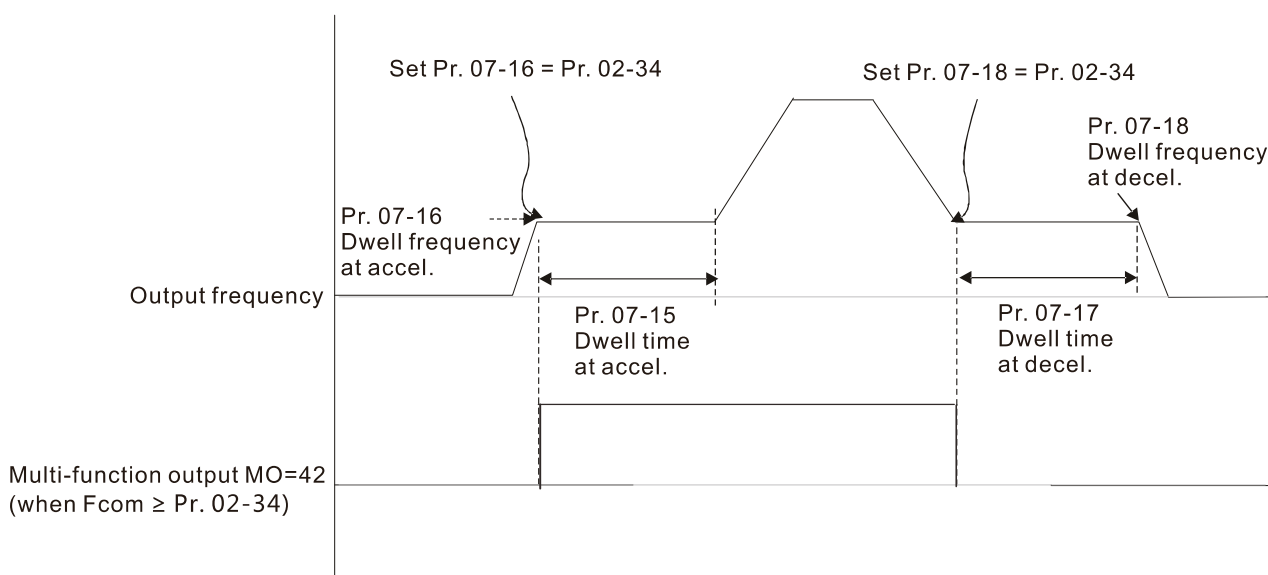 Set Pr. 07-16 = Pr. 02-34
Set Pr. 07-18 = Pr. 02-34
Pr. 07-18
Dwell frequency
at decel.
Pr. 07-16
Dwell frequency
at accel.
Output frequency
Pr. 07-15
Dwell time
at accel.
Pr. 07-17
Dwell time
at decel.
Multi-function output MO=42
(when Fcom ≥ Pr. 02-34)